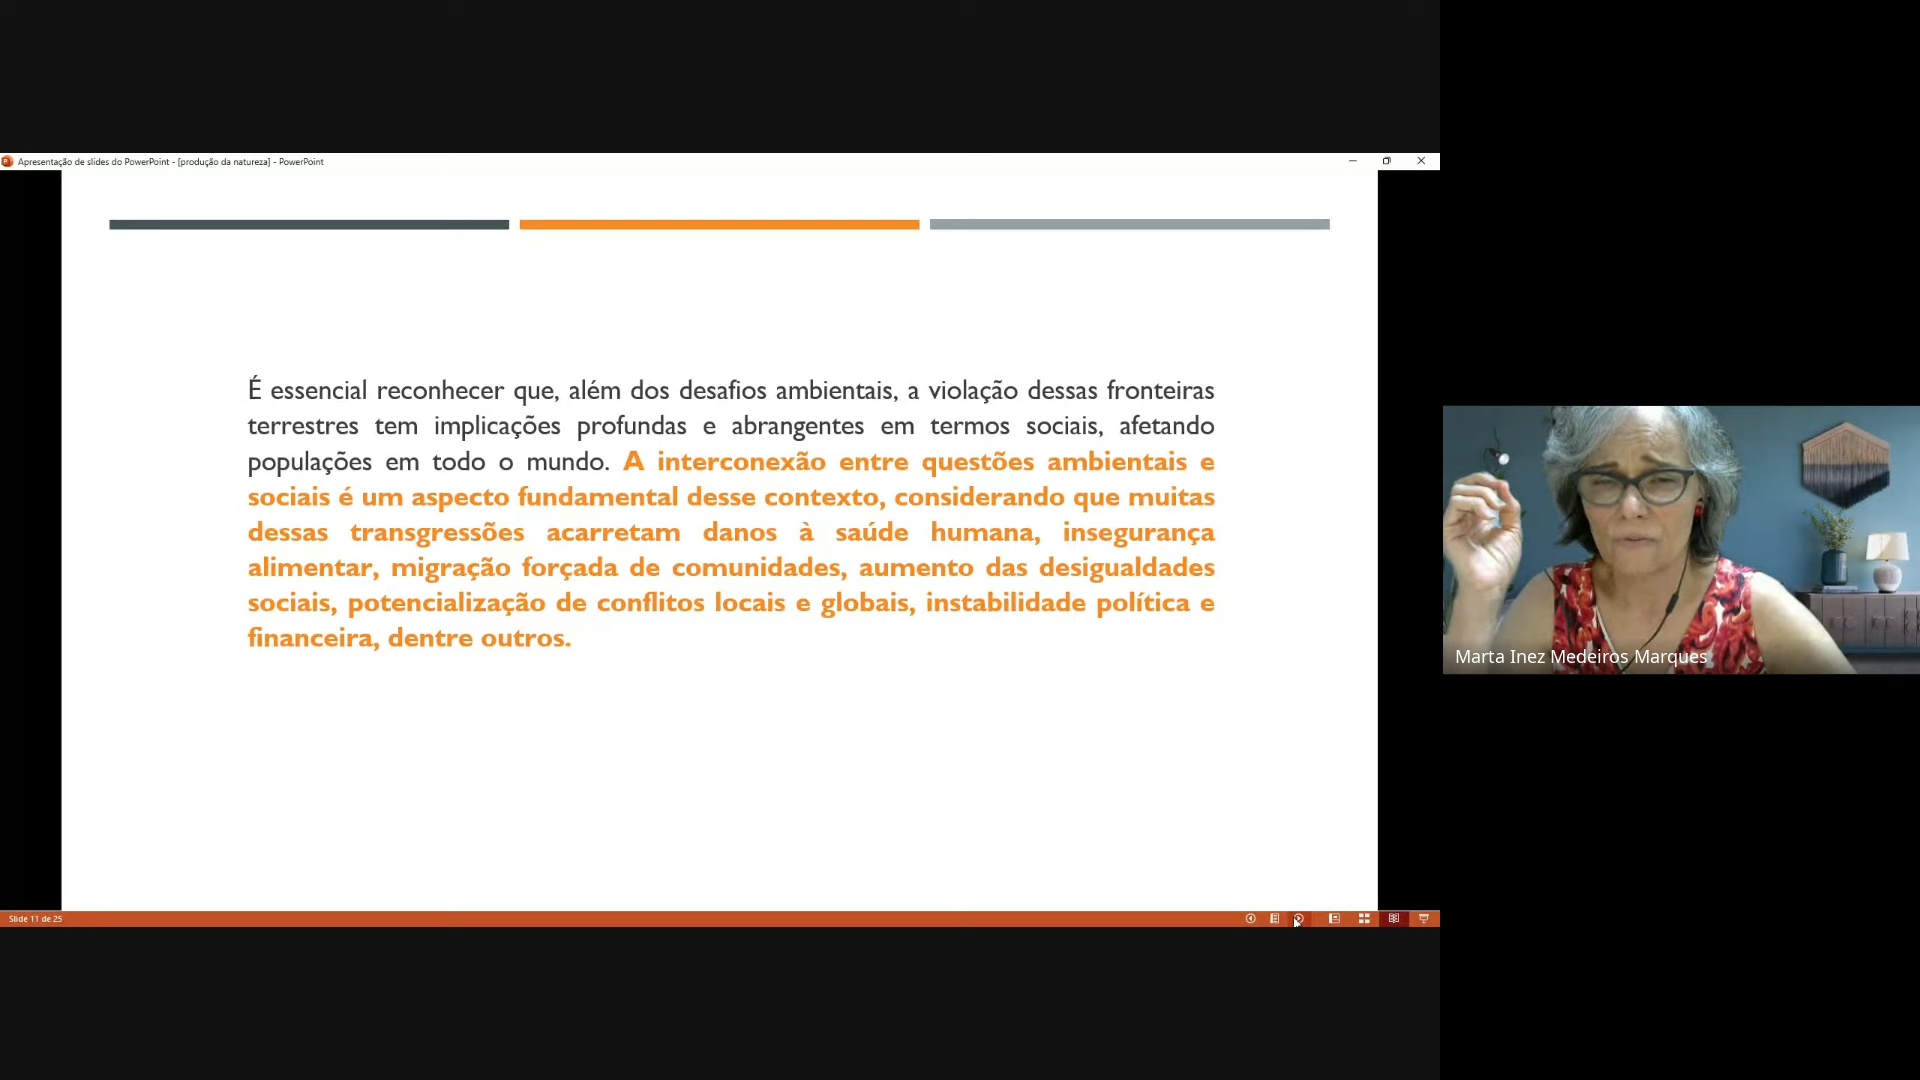 Apresentação de slides do PowerPoint - [produção da natureza] - PowerPoint
É essencial reconhecer que, além dos desafios ambientais, a violação dessas fronteiras
terrestres tem implicações profundas e abrangentes em termos sociais, afetando
populações em todo o mundo. A interconexão entre questões ambientais e
sociais é um aspecto fundamental desse contexto, considerando que muitas
dessas transgressões acarretam danos à saúde humana, insegurança
alimentar, migração forçada de comunidades, aumento das desigualdades
sociais, potencialização de conflitos locais e globais, instabilidade política e
financeira, dentre outros.
Marta Inez Medeiros Marques
Slide 11 de 25